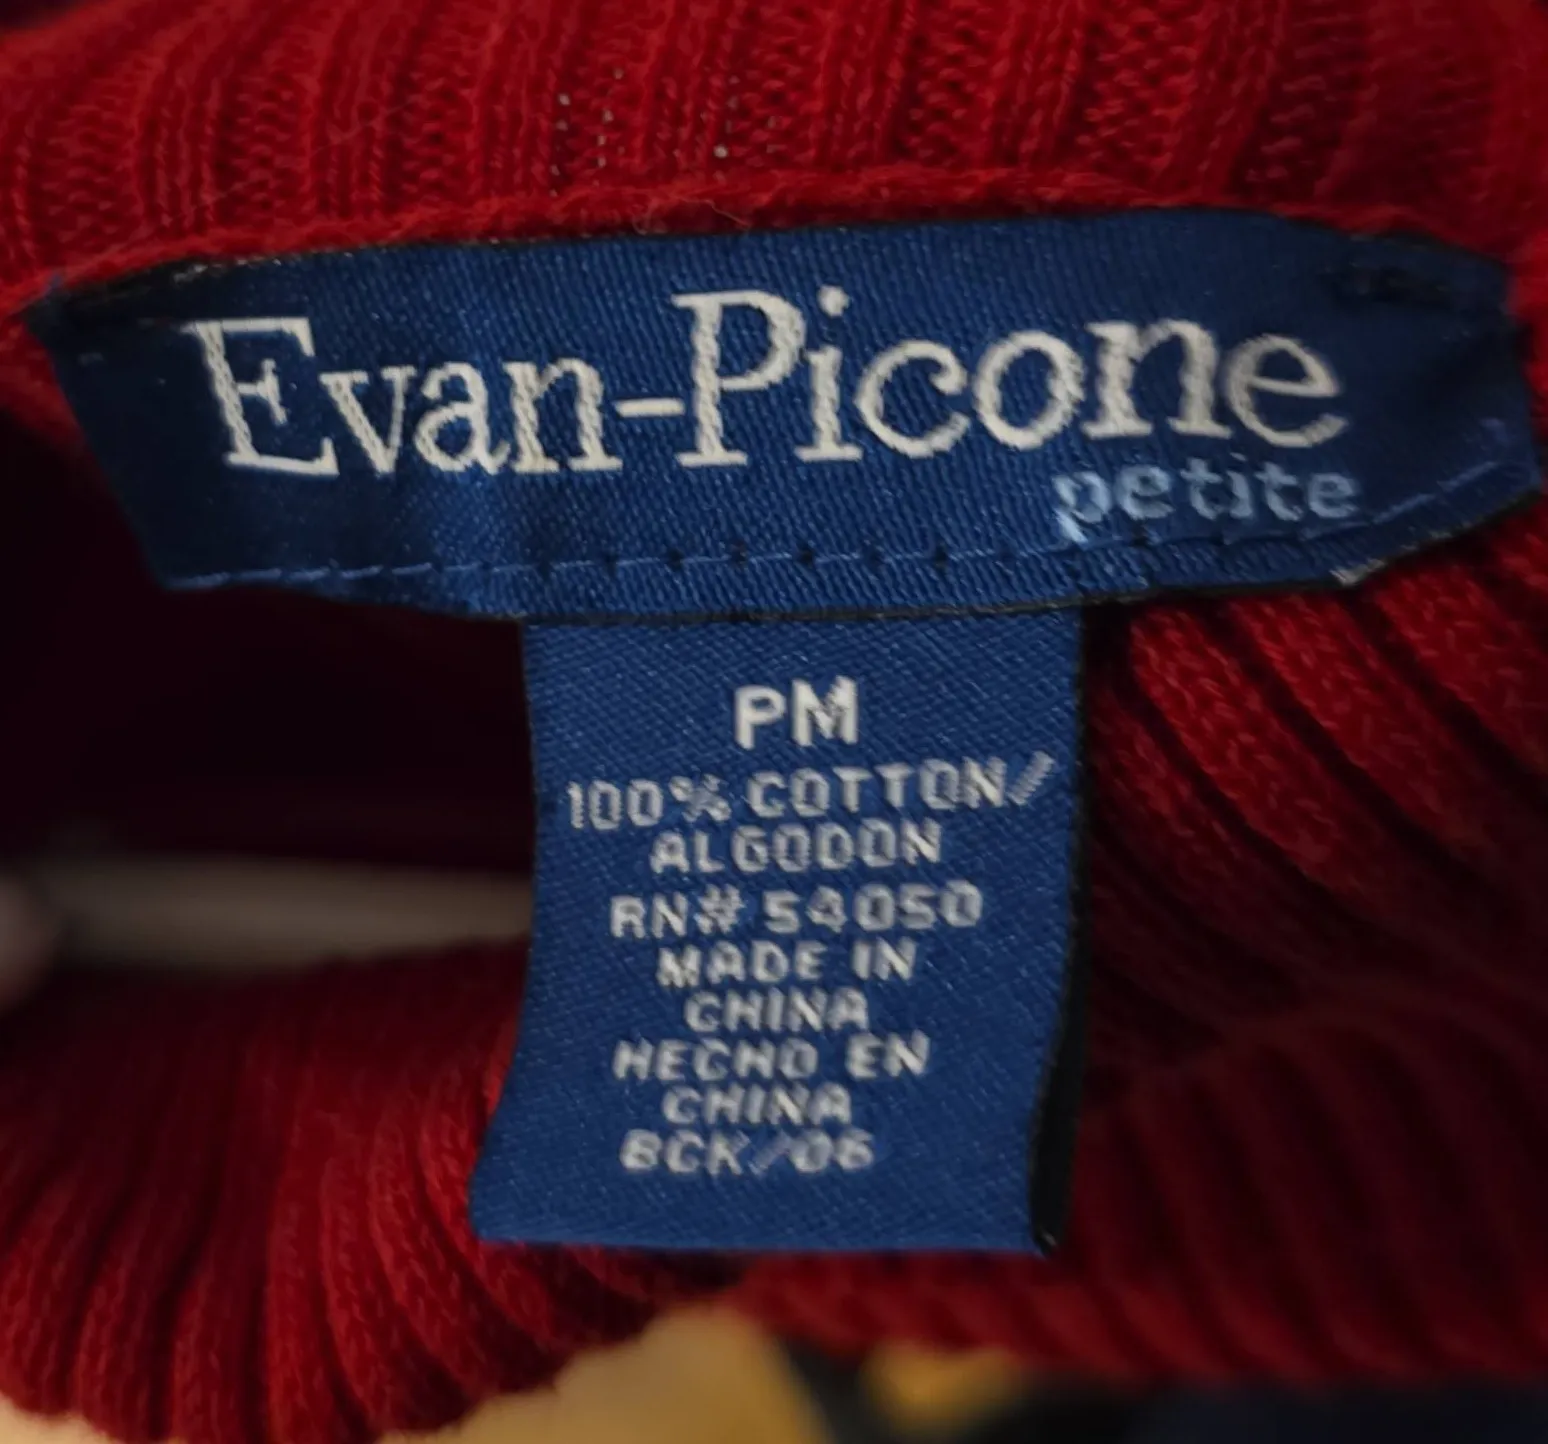 Evan-Picone
petite
PM
100% COTTON/
ALGODON
RN# 54050
MADE IN
CHINA
HECHO EN
CHINA
BCK/06